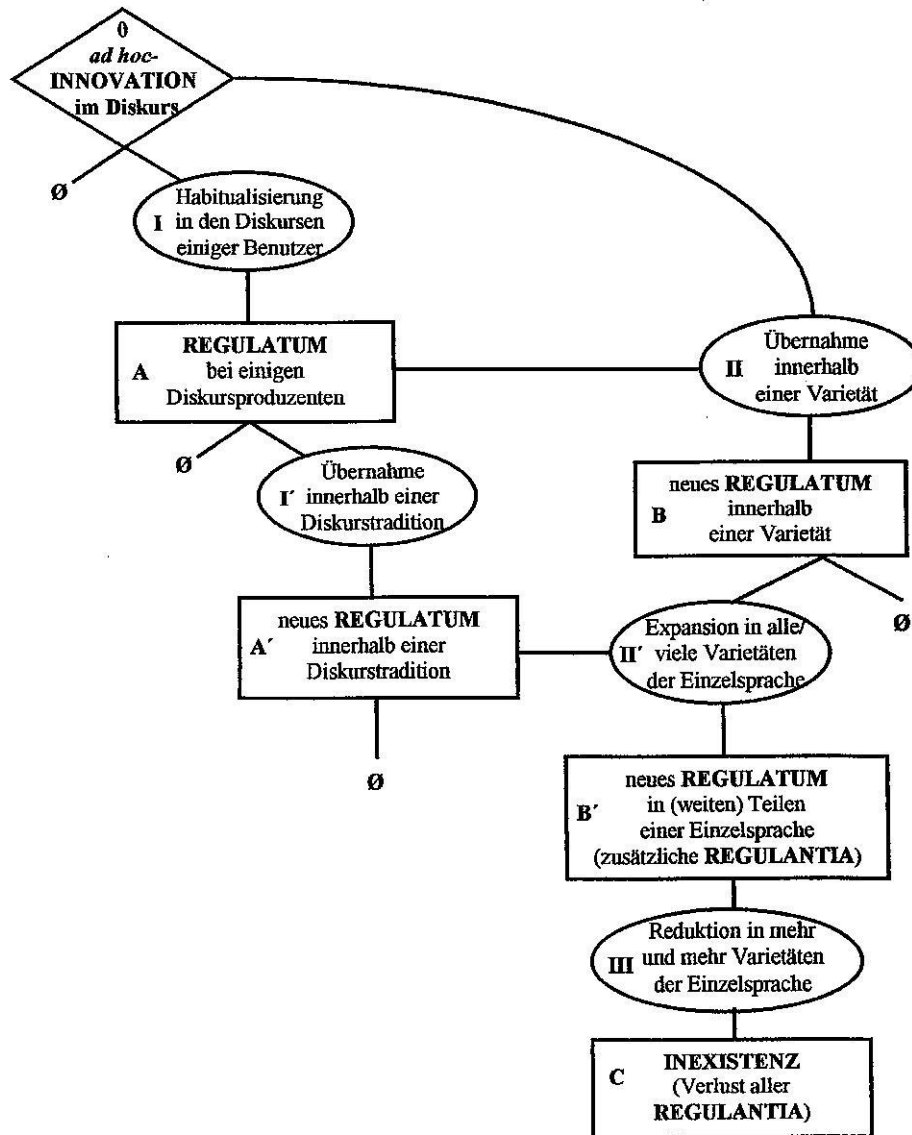 0
ad hoc-
INNOVATION
im Diskurs
Ø
I
Habitualisierung
in den Diskursen
einiger Benutzer
A
REGULATUM
bei einigen
Diskursproduzenten
II
Übernahme
innerhalb
einer Varietät
Ø
I´
Übernahme
innerhalb einer
Diskurstradition
B
neues REGULATUM
innerhalb
einer Varietät
A´
neues REGULATUM
innerhalb einer
Diskurstradition
II´
Expansion in alle/
viele Varietäten
der Einzelsprache
Ø
Ø
B´
neues REGULATUM
in (weiten) Teilen
einer Einzelsprache
(zusätzliche REGULANTIA)
III
Reduktion in mehr
und mehr Varietäten
der Einzelsprache
C
INEXISTENZ
(Verlust aller
REGULANTIA)